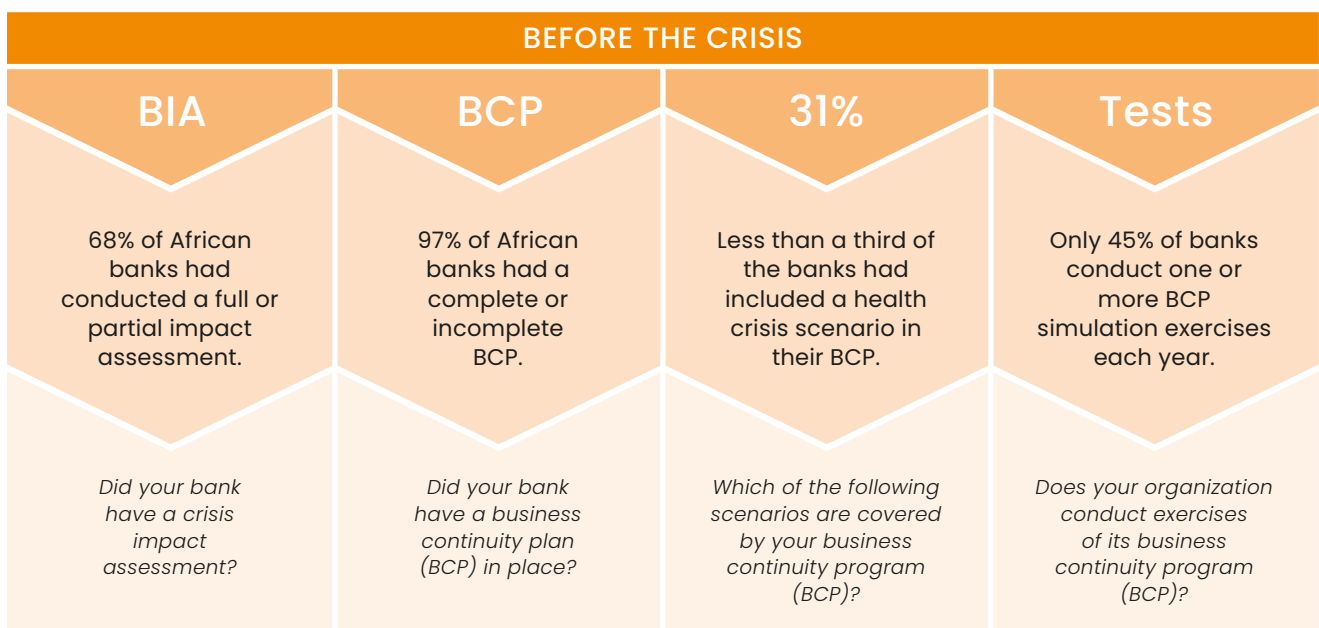 BEFORE THE CRISIS
BIA
68% of African
banks had
conducted a full or
partial impact
assessment.
Did your bank
have a crisis
impact
assessment?
BCP
97% of African
banks had a
complete or
incomplete
BCP.
Did your bank
have a business
continuity plan
(BCP) in place?
31%
Less than a third of
the banks had
included a health
crisis scenario in
their BCP.
Which of the following
scenarios are covered
by your business
continuity program
(BCP)?
Tests
Only 45% of banks
conduct one or
more BCP
simulation exercises
each year.
Does your organization
conduct exercises
of its business
continuity program
(BCP)?